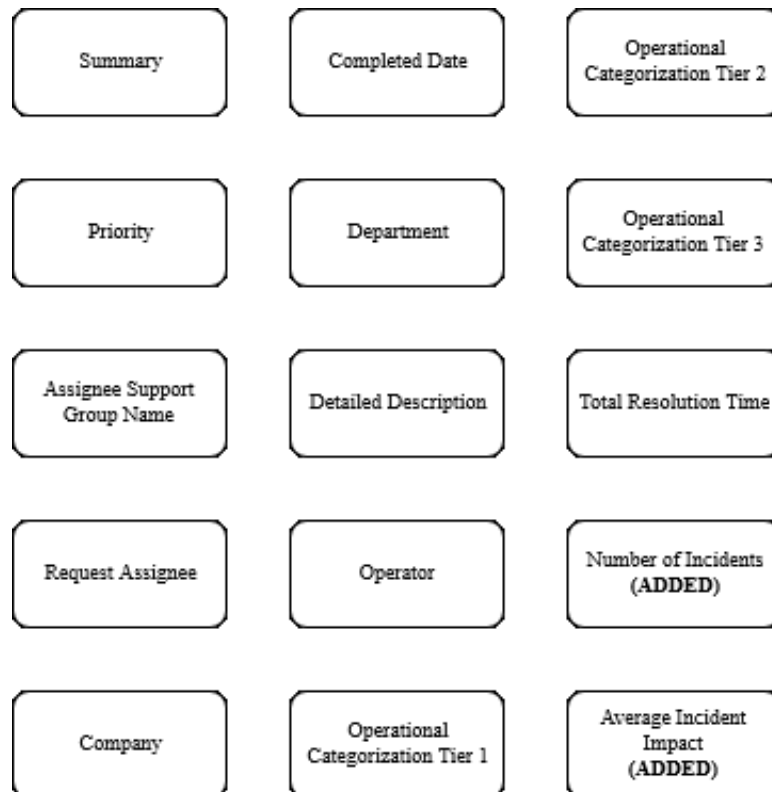 Summary
Completed Date
Operational
Categorization Tier 2
Priority
Department
Operational
Categorization Tier 3
Assignee Support
Group Name
Detailed Description
Total Resolution Time
Request Assignee
Operator
Number of Incidents
(ADDED)
Company
Operational
Categorization Tier 1
Average Incident
Impact
(ADDED)